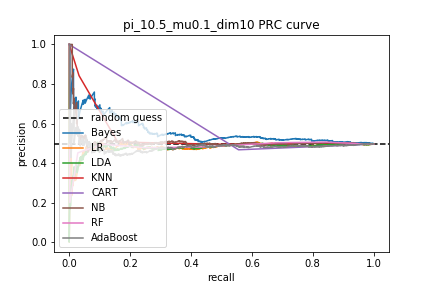 pi_10.5_mu0.1_dim10 PRC curve
1.0
0.8
0.6
0.4
0.2
0.0
precision
random guess
Bayes
LR
LDA
KNN
CART
NB
RF
AdaBoost
0.0 0.2 0.4 0.6 0.8 1.0
recall